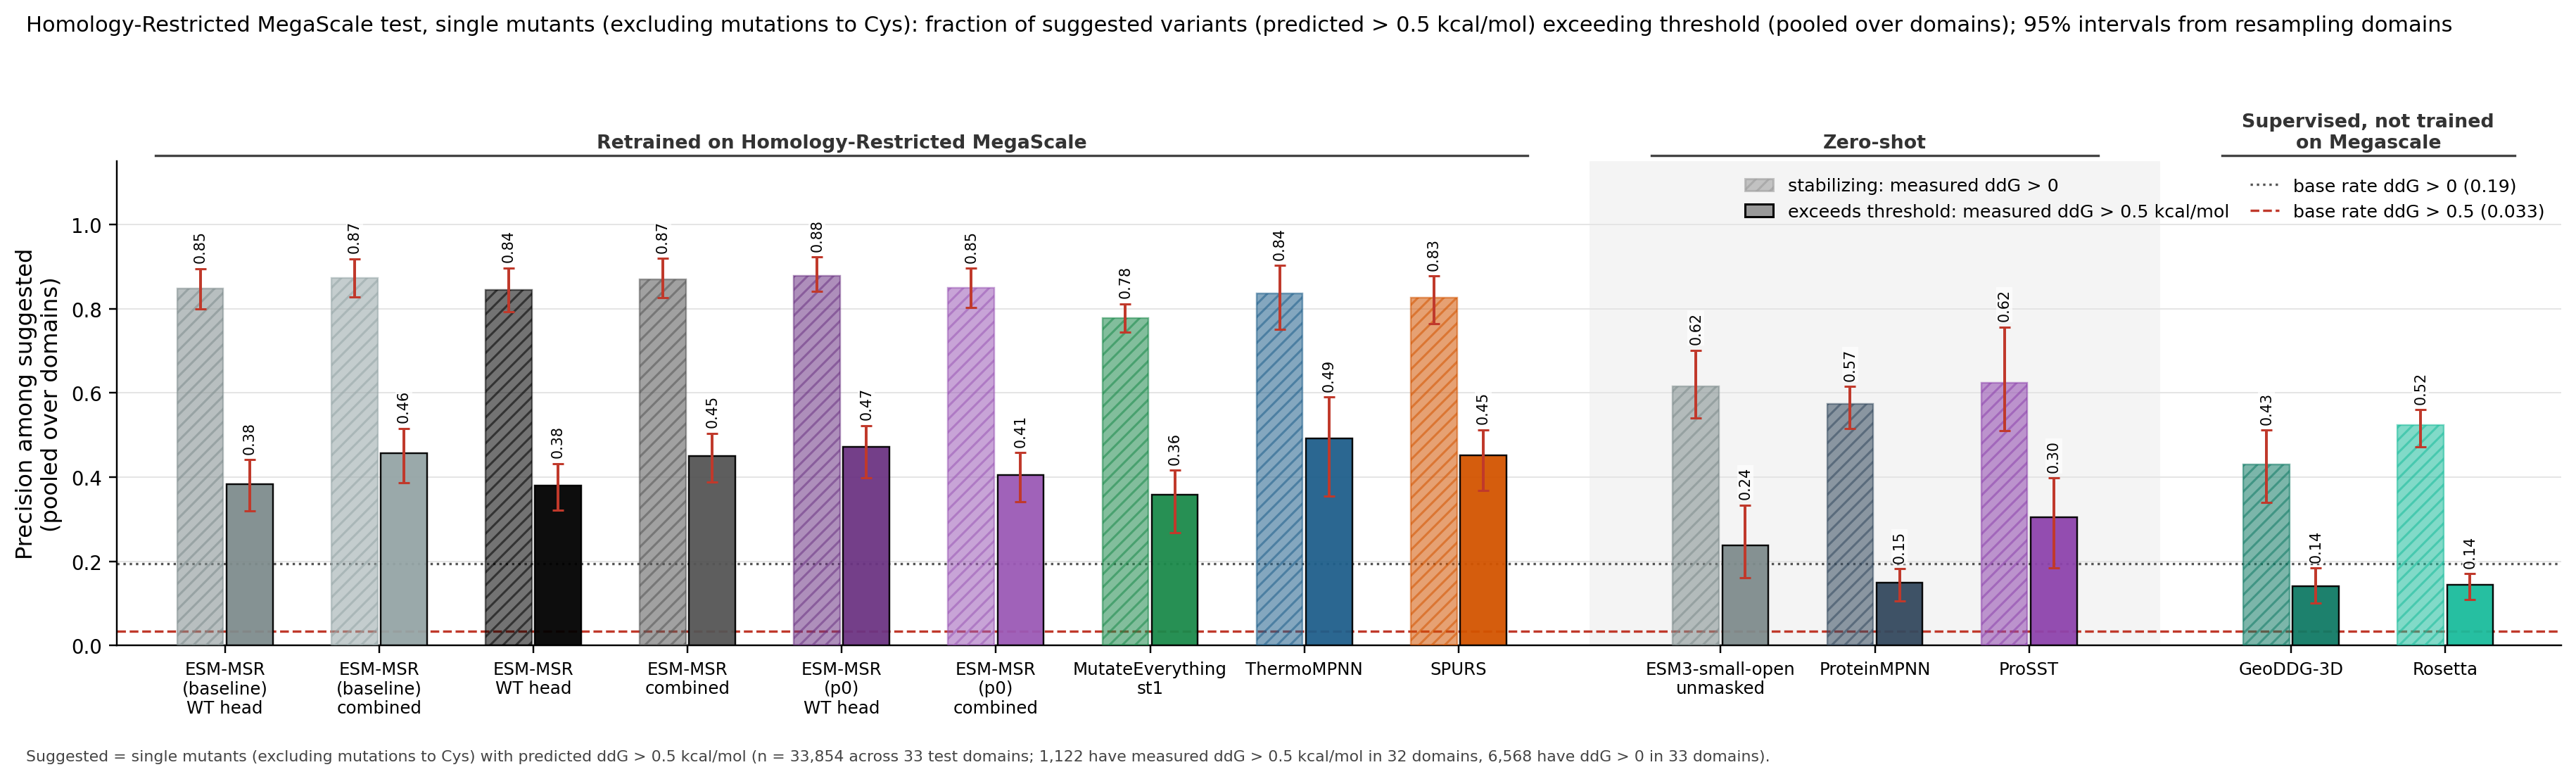 Homology-Restricted MegaScale test, single mutants (excluding mutations to Cys): fraction of suggested variants (predicted > 0.5 kcal/mol) exceeding threshold (pooled over domains); 95% intervals from resampling domains
Retrained on Homology-Restricted MegaScale
Zero-shot
Supervised, not trained
on Megascale
stabilizing: measured ddG > 0
exceeds threshold: measured ddG > 0.5 kcal/mol
base rate ddG > 0 (0.19)
base rate ddG > 0.5 (0.033)
Precision among suggested
(pooled over domains)
1.0
0.8
0.6
0.4
0.2
0.0
0.85
0.38
0.87
0.46
0.84
0.38
0.87
0.45
0.88
0.47
0.85
0.41
0.78
0.36
0.84
0.49
0.83
0.45
0.62
0.24
0.57
0.15
0.62
0.30
0.43
0.14
0.52
0.14
ESM-MSR
(baseline)
WT head
ESM-MSR
(baseline)
combined
ESM-MSR
WT head
ESM-MSR
combined
ESM-MSR
(p0)
WT head
ESM-MSR
(p0)
combined
MutateEverything
st1
ThermoMPNN
SPURS
ESM3-small-open
unmasked
ProteinMPNN
ProSST
GeoDDG-3D
Rosetta
Suggested = single mutants (excluding mutations to Cys) with predicted ddG > 0.5 kcal/mol (n = 33,854 across 33 test domains; 1,122 have measured ddG > 0.5 kcal/mol in 32 domains, 6,568 have ddG > 0 in 33 domains).